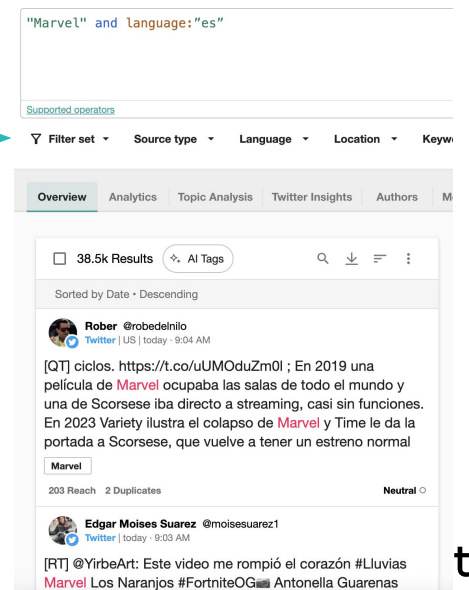 "Marvel" and language:”es”
Supported operators
Filter set Source type Language Location Keyw
Overview Analytics Topic Analysis Twitter Insights Authors M
38.5k Results AI Tags
Sorted by Date • Descending
Rober @robedelnilo
Twitter | US | today · 9:04 AM
[QT] ciclos. https://t.co/uUMOduZm0l ; En 2019 una
película de Marvel ocupaba las salas de todo el mundo y
una de Scorsese iba directo a streaming, casi sin funciones.
En 2023 Variety ilustra el colapso de Marvel y Time le da la
portada a Scorsese, que vuelve a tener un estreno normal
Marvel
203 Reach 2 Duplicates Neutral
Edgar Moises Suarez @moisesuarez1
Twitter | today · 9:03 AM
[RT] @YirbeArt: Este video me rompió el corazón #Lluvias
Marvel Los Naranjos #FortniteOG📷 Antonella Guarenas
t